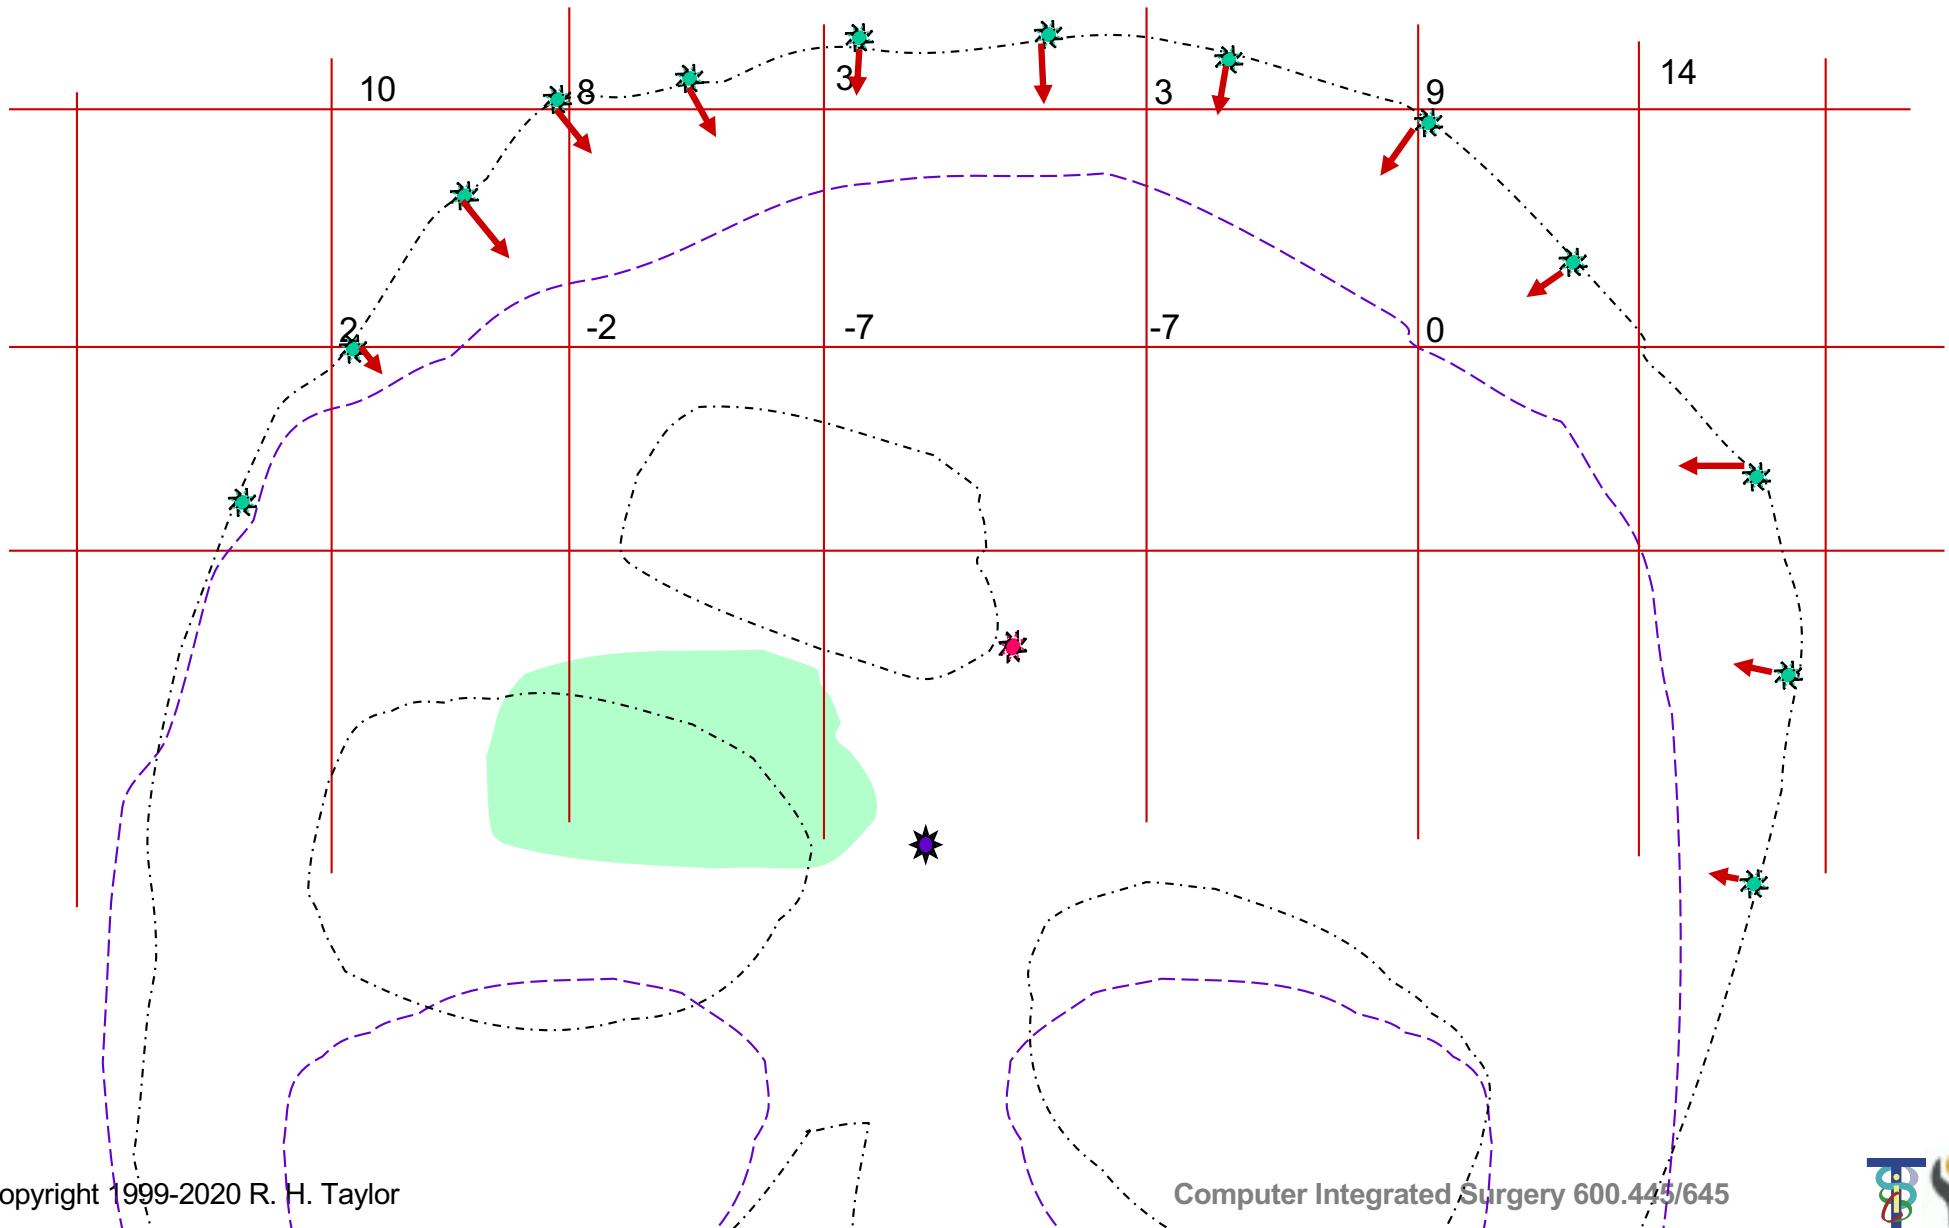 10 8 3 3 9 14
2 -2 -7 -7 0
opyright 1999-2020 R. H. Taylor
Computer Integrated Surgery 600.445/645